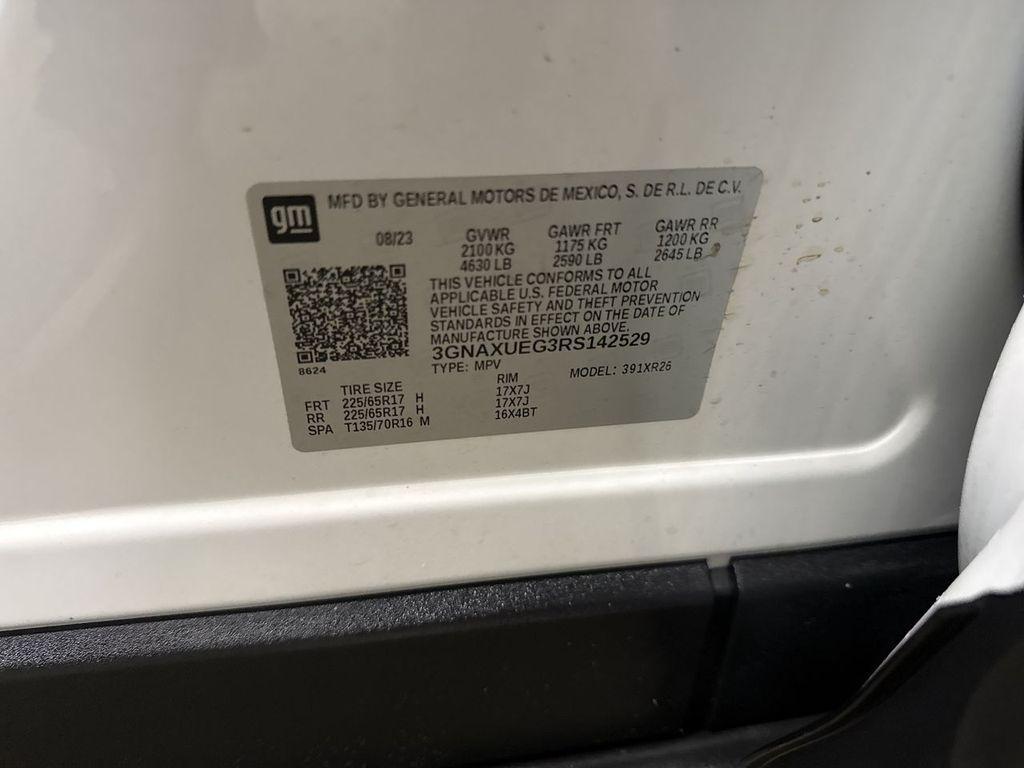 gm MFD BY GENERAL MOTORS DE MEXICO, S. DE R.L. DE C.V.
08/23
GVWR GAWR FRT GAWR RR
2100 KG 1175 KG 1200 KG
4630 LB 2590 LB 2645 LB
THIS VEHICLE CONFORMS TO ALL
APPLICABLE U.S. FEDERAL MOTOR
VEHICLE SAFETY AND THEFT PREVENTION
STANDARDS IN EFFECT ON THE DATE OF
MANUFACTURE SHOWN ABOVE.
3GNAXUEG3RS142529
8624
TYPE: MPV MODEL: 391XR26
TIRE SIZE RIM
FRT 225/65R17 H 17X7J
RR 225/65R17 H 17X7J
SPA T135/70R16 M 16X4BT